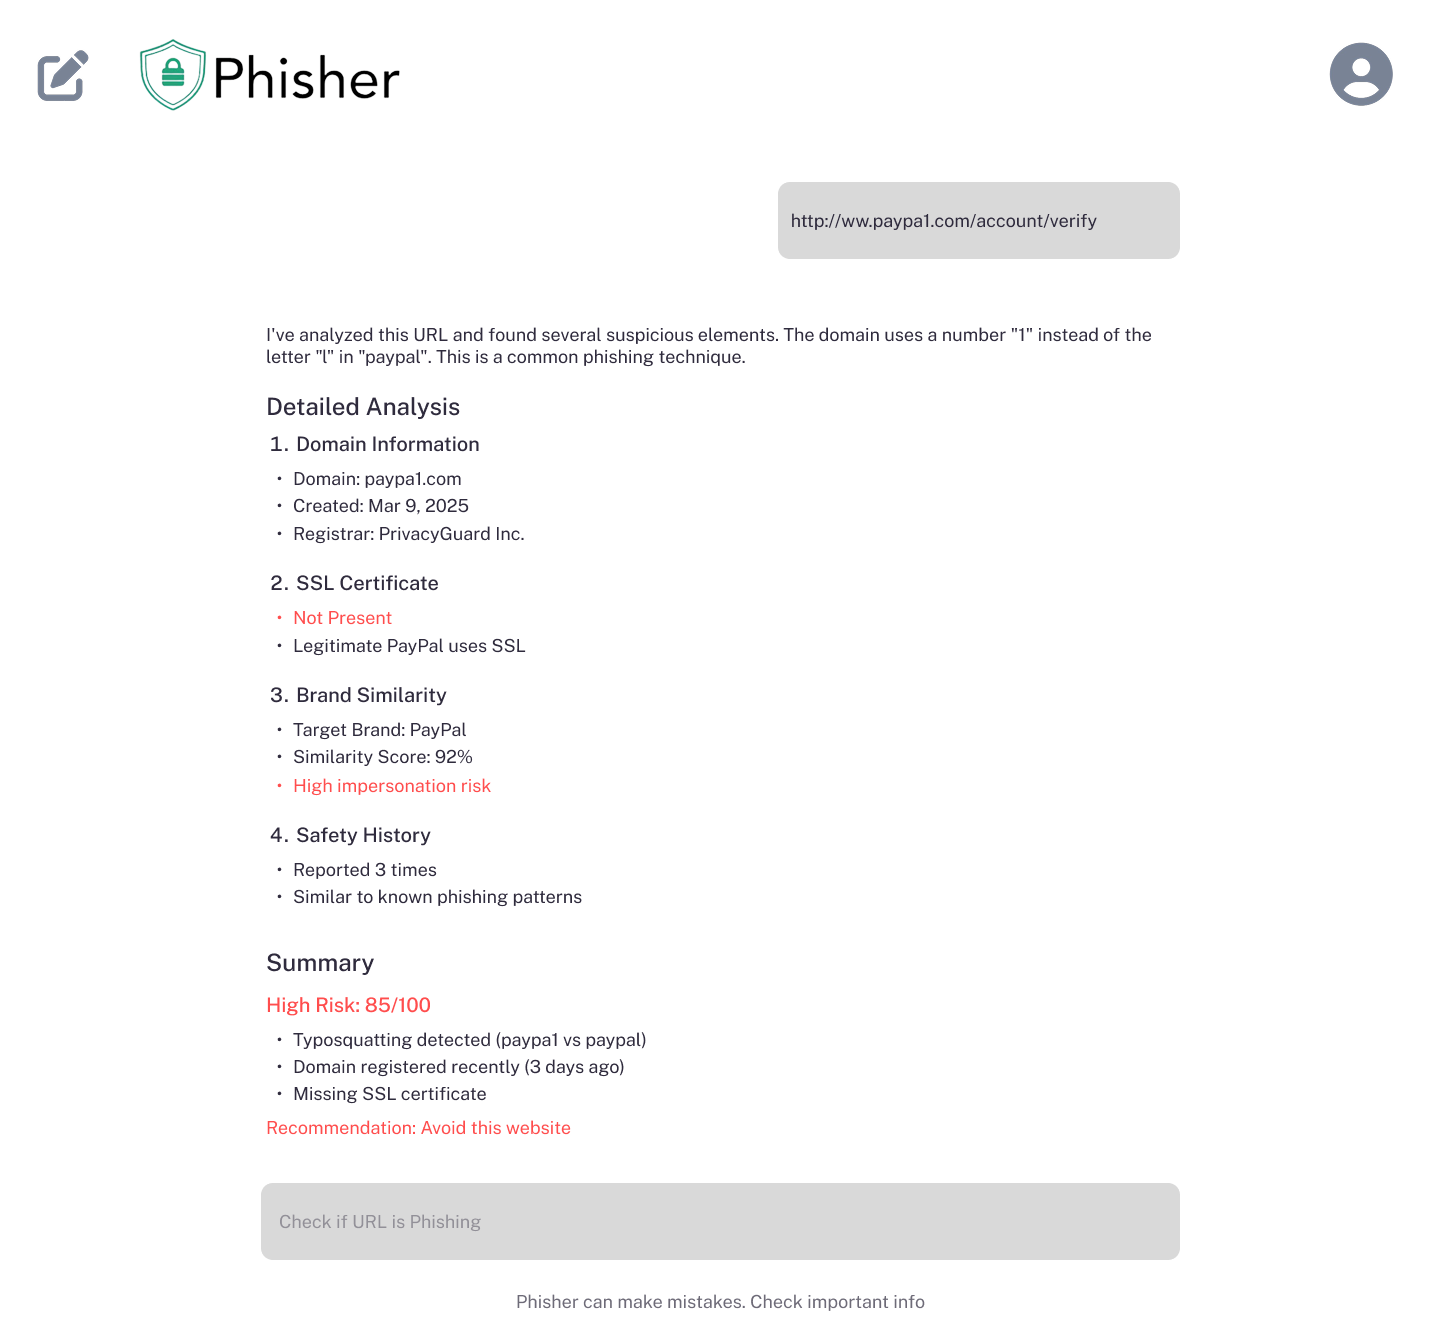 Phisher
http://ww.paypa1.com/account/verify
I've analyzed this URL and found several suspicious elements. The domain uses a number "1" instead of the
letter "l" in "paypal". This is a common phishing technique.
Detailed Analysis
1. Domain Information
• Domain: paypa1.com
• Created: Mar 9, 2025
• Registrar: PrivacyGuard Inc.
2. SSL Certificate
• Not Present
• Legitimate PayPal uses SSL
3. Brand Similarity
• Target Brand: PayPal
• Similarity Score: 92%
• High impersonation risk
4. Safety History
• Reported 3 times
• Similar to known phishing patterns
Summary
High Risk: 85/100
• Typosquatting detected (paypa1 vs paypal)
• Domain registered recently (3 days ago)
• Missing SSL certificate
Recommendation: Avoid this website
Check if URL is Phishing
Phisher can make mistakes. Check important info